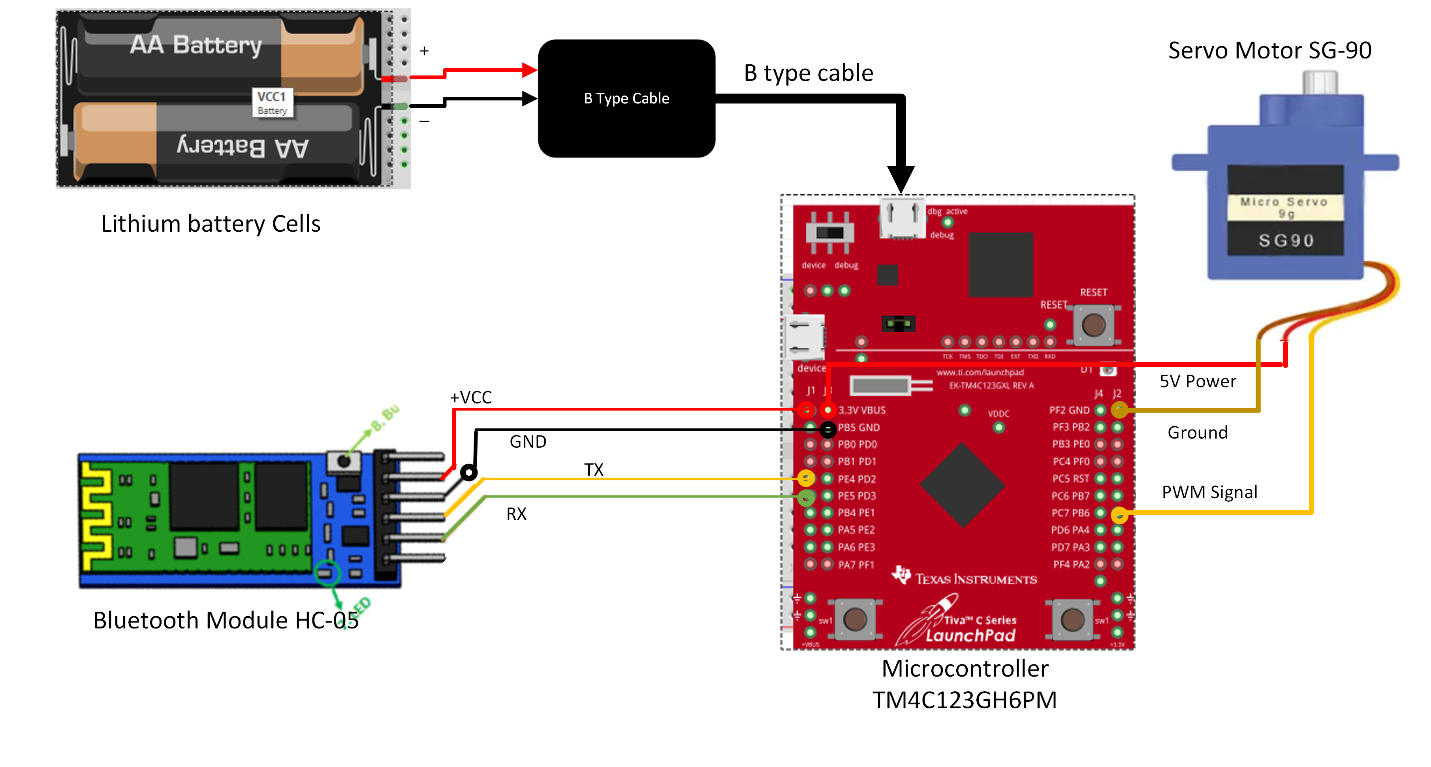 AA Battery
+
VCC1
Battery
AA Battery
−
Lithium battery Cells
B Type Cable
B type cable
Servo Motor SG-90
Micro Servo
9g
SG90
dbg active
debug
device debug
RESET
RESET
TCK TMS TDO TDI EXT TXD RXD
device
www.ti.com/launchpad
EK-TM4C123GXL REV A
D1
5V Power
Ground
PWM Signal
J1
J4 J2
VDDC
3.3V VBUS
PB5 GND
PB0 PD0
PB1 PD1
PE4 PD2
PE5 PD3
PB4 PE1
PA5 PE2
PA6 PE3
PA7 PF1
PF2 GND
PF3 PB2
PB3 PE0
PC4 PF0
PC5 RST
PC6 PB7
PC7 PB6
PD6 PA4
PD7 PA3
PF4 PA2
TEXAS INSTRUMENTS
sw1
sw1
Tiva™ C Series
LaunchPad
+VBUS
+3.3V
Microcontroller
TM4C123GH6PM
+VCC
GND
TX
RX
Bluetooth Module HC-05